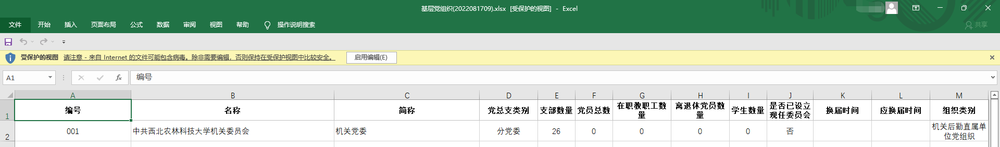 基层党组织(2022081709).xlsx [受保护的视图] - Excel
文件 开始 插入 页面布局 公式 数据 审阅 视图 帮助 操作说明搜索 共享
受保护的视图 请注意 - 来自 Internet 的文件可能包含病毒。除非需要编辑，否则保持在受保护视图中比较安全。 启用编辑(E)
A1 fx 编号
A B C D E F G H I J K L M
1 编号 名称 简称 党总支类别 支部数量 党员总数 在职教职工数量 离退休党员数量 学生数量 是否已设立现任委员会 换届时间 应换届时间 组织类别
2 001 中共西北农林科技大学机关委员会 机关党委 分党委 26 0 0 0 0 否 机关后勤直属单位党组织